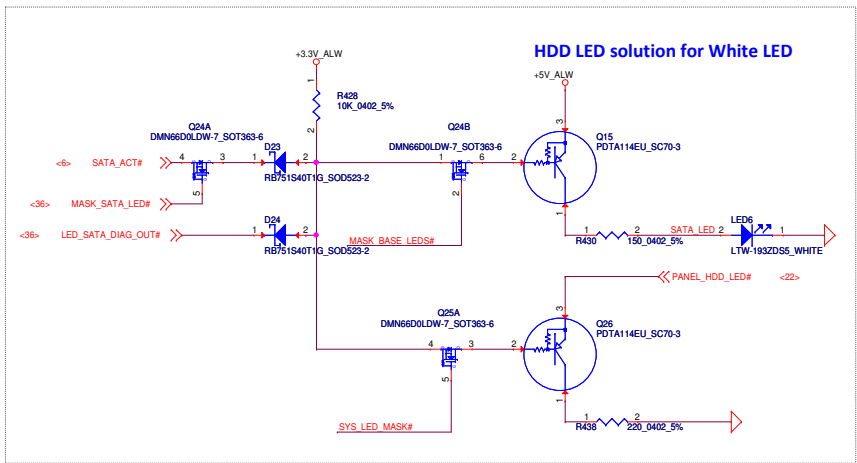 HDD LED solution for White LED
+3.3V_ALW
+5V_ALW
1
R428
10K_0402_5%
2
Q24A
DMN66D0LDW-7_SOT363-6
Q24B
DMN66D0LDW-7_SOT363-6
3
Q15
PDTA114EU_SC70-3
D23
<6> SATA_ACT# 4 3 1 2 1 6 2
RB751S40T1G_SOD523-2
5
2
<36> MASK_SATA_LED#
D24
1
<36> LED_SATA_DIAG_OUT# 1 2
MASK_BASE_LEDS#
RB751S40T1G_SOD523-2
LED6
1 2 SATA_LED 2 1
R430 150_0402_5%
LTW-193ZDS5_WHITE
PANEL_HDD_LED# <22>
3
Q25A
DMN66D0LDW-7_SOT363-6
Q26
PDTA114EU_SC70-3
4 3 2
5
1
1 2
SYS_LED_MASK#
R438 220_0402_5%